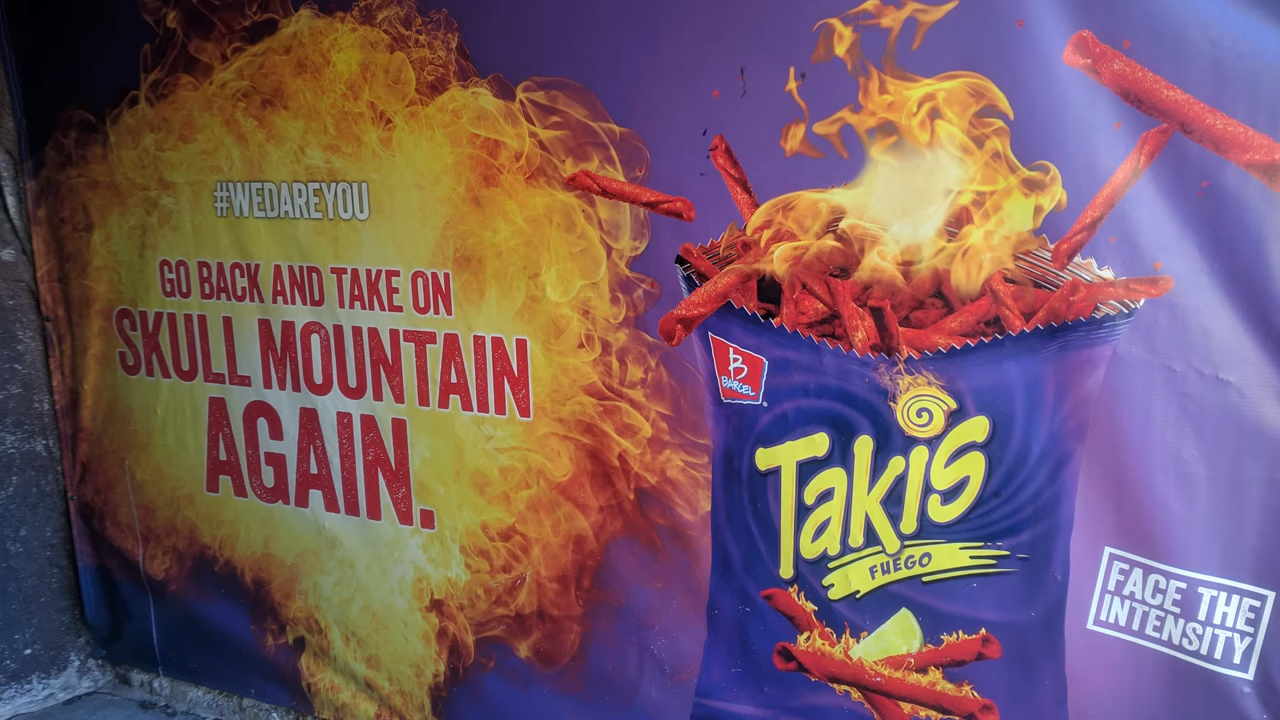 #WEDAREYOU
GO BACK AND TAKE ON
SKULL MOUNTAIN
AGAIN.
B
BARCEL
Takis
FUEGO
FACE THE
INTENSITY